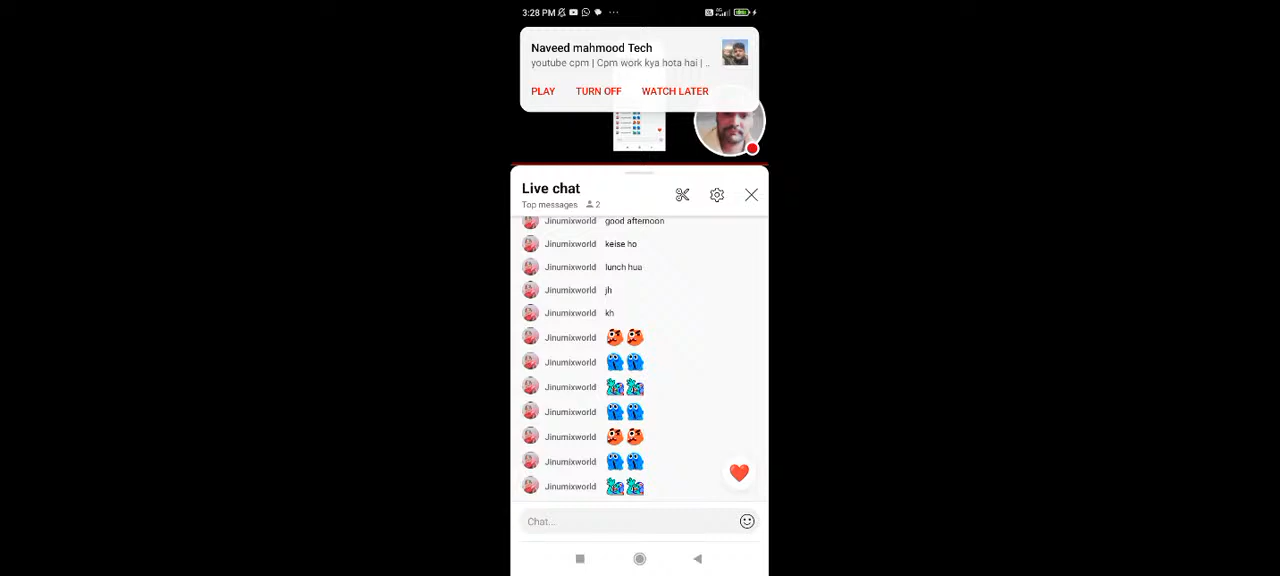 3:28 PM
Naveed mahmood Tech
youtube cpm | Cpm work kya hota hai | ..
PLAY TURN OFF WATCH LATER
Live chat
Top messages 2
Jinumixworld good afternoon
Jinumixworld keise ho
Jinumixworld lunch hua
Jinumixworld jh
Jinumixworld kh
Jinumixworld
Jinumixworld
Jinumixworld
Jinumixworld
Jinumixworld
Jinumixworld
Jinumixworld
Chat...